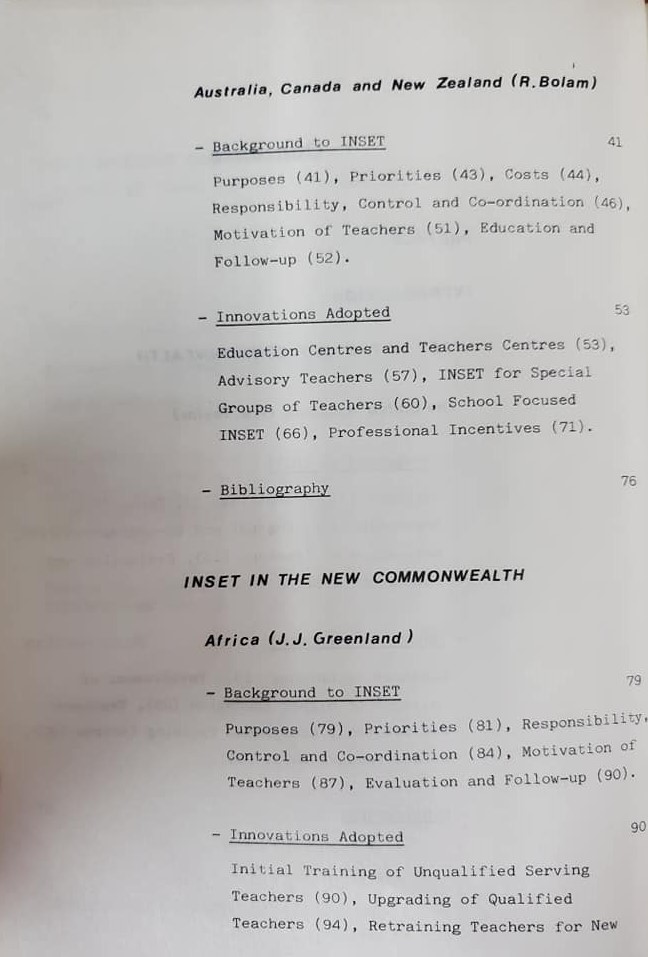 Australia, Canada and New Zealand (R.Bolam)
- Background to INSET 41
Purposes (41), Priorities (43), Costs (44),
Responsibility, Control and Co-ordination (46),
Motivation of Teachers (51), Education and
Follow-up (52).
- Innovations Adopted 53
Education Centres and Teachers Centres (53),
Advisory Teachers (57), INSET for Special
Groups of Teachers (60), School Focused
INSET (66), Professional Incentives (71).
- Bibliography 76
INSET IN THE NEW COMMONWEALTH
Africa (J.J. Greenland)
- Background to INSET 79
Purposes (79), Priorities (81), Responsibility,
Control and Co-ordination (84), Motivation of
Teachers (87), Evaluation and Follow-up (90).
- Innovations Adopted 90
Initial Training of Unqualified Serving
Teachers (90), Upgrading of Qualified
Teachers (94), Retraining Teachers for New